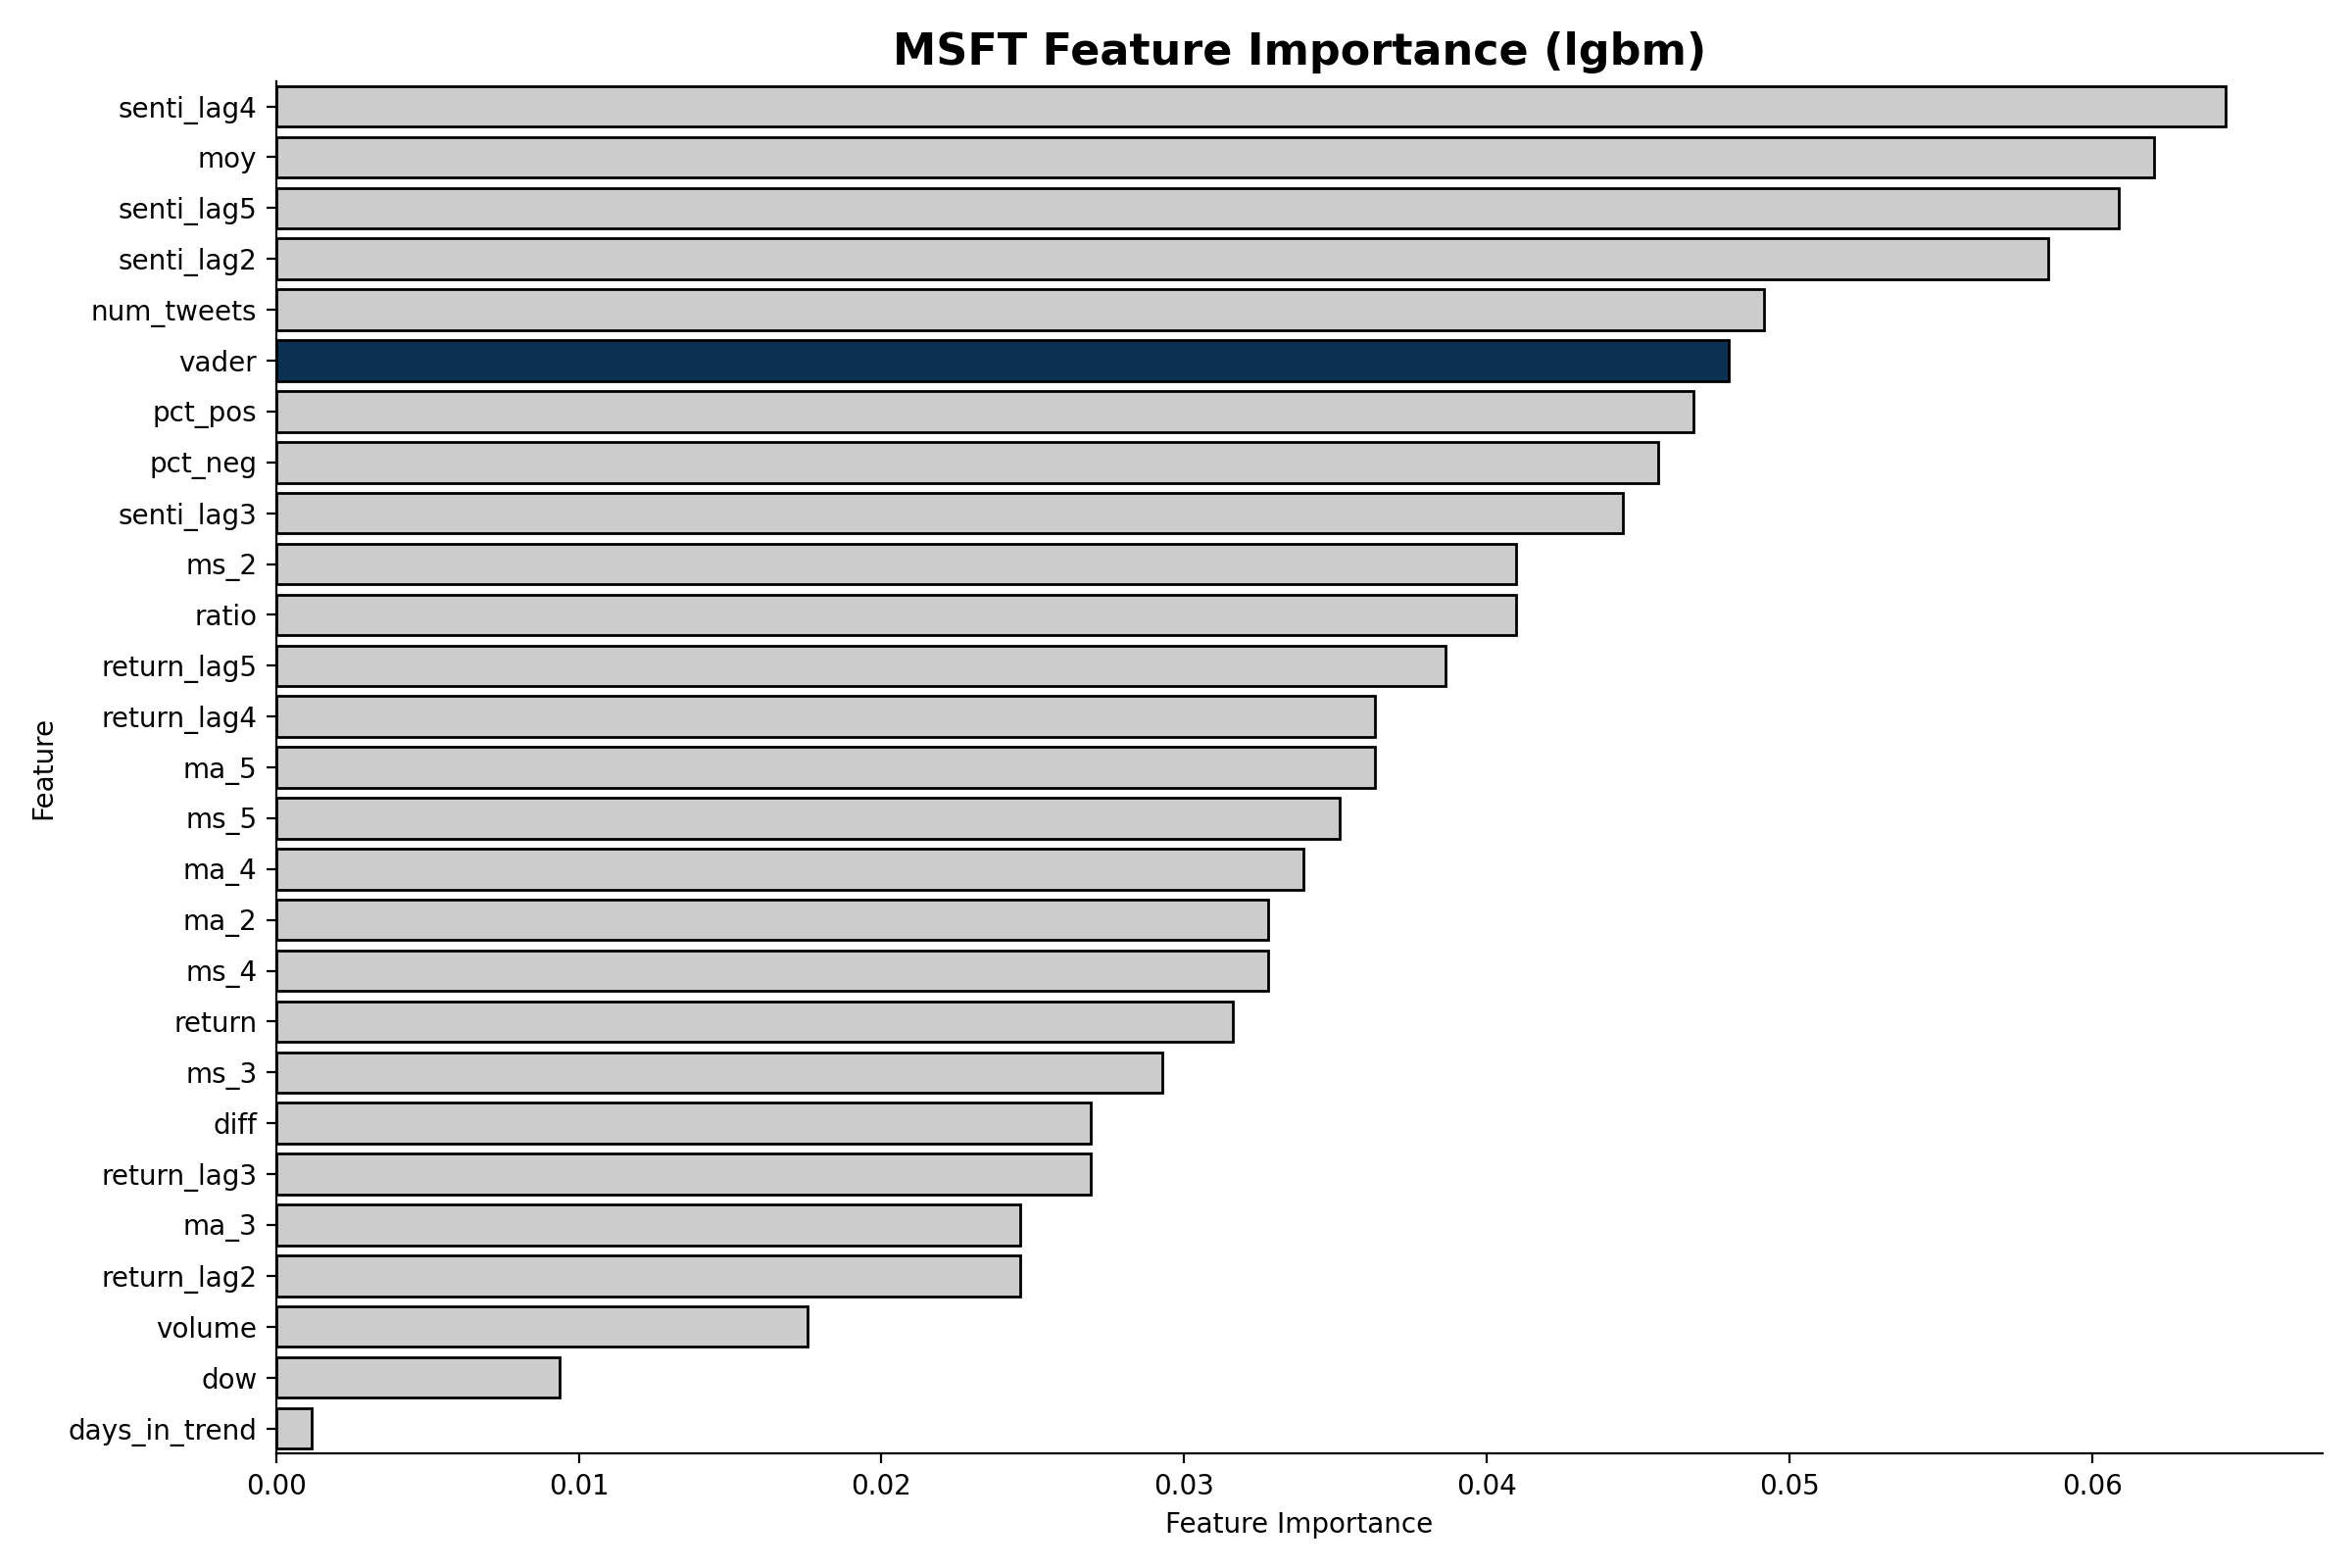 MSFT Feature Importance (lgbm)
senti_lag4
moy
senti_lag5
senti_lag2
num_tweets
vader
pct_pos
pct_neg
senti_lag3
ms_2
ratio
return_lag5
return_lag4
ma_5
ms_5
ma_4
ma_2
ms_4
return
ms_3
diff
return_lag3
ma_3
return_lag2
volume
dow
days_in_trend
Feature
0.00 0.01 0.02 0.03 0.04 0.05 0.06
Feature Importance